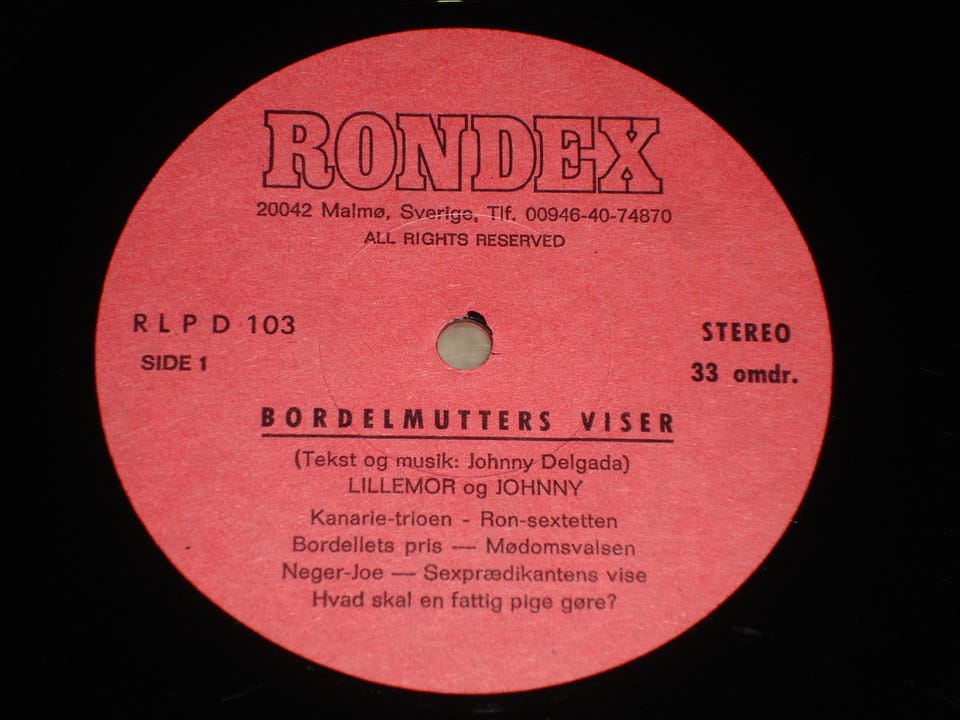 RONDEX
20042 Malmø, Sverige, Tlf. 00946-40-74870
ALL RIGHTS RESERVED
R L P D 103
STEREO
SIDE 1
33 omdr.
BORDELMUTTERS VISER
(Tekst og musik: Johnny Delgada)
LILLEMOR og JOHNNY
Kanarie-trioen - Ron-sextetten
Bordellets pris — Mødomsvalsen
Neger-Joe — Sexprædikantens vise
Hvad skal en fattig pige gøre?